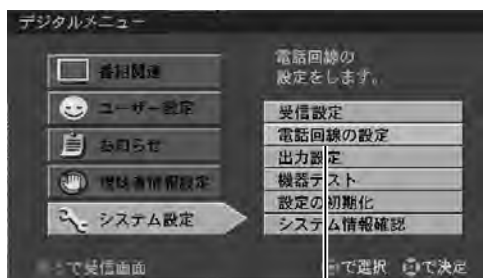 デジタルメニュー
番組関連
ユーザー設定
お知らせ
視聴者情報設定
システム設定
電話回線の
設定をします。
受信設定
電話回線の設定
出力設定
機器テスト
設定の初期化
システム情報確認
で受信画面
で選択 で決定